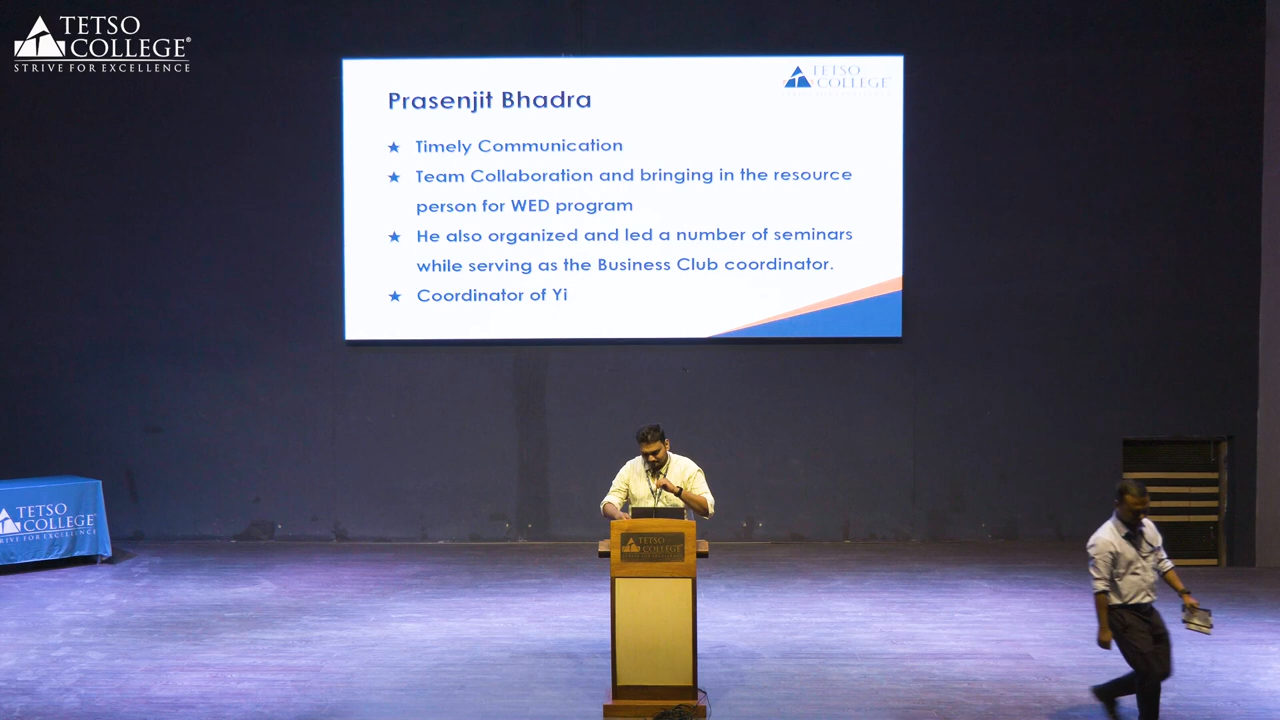 TETSO
COLLEGE®
STRIVE FOR EXCELLENCE
TETSO
COLLEGE
Prasenjit Bhadra
★ Timely Communication
★ Team Collaboration and bringing in the resource
person for WED program
★ He also organized and led a number of seminars
while serving as the Business Club coordinator.
★ Coordinator of Yi
TETSO
COLLEGE
RIVE FOR EXCELLENCE
TETSO
COLLEGE